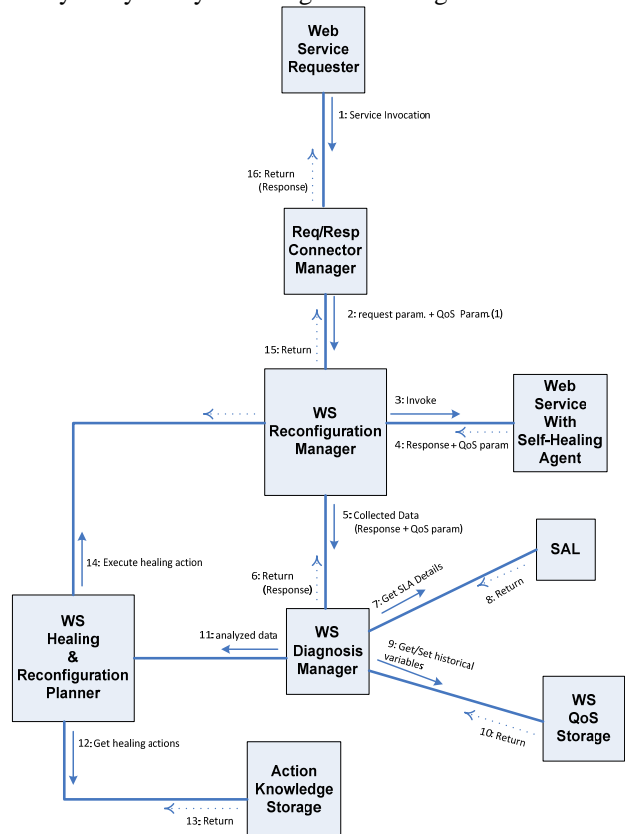 Web
Service
Requester
1: Service Invocation
16: Return
(Response)
Req/Resp
Connector
Manager
2: request param. + QoS Param.(1)
15: Return
WS
Reconfiguration
Manager
3: Invoke
4: Response + QoS param
Web
Service
With
Self-Healing
Agent
5: Collected Data
(Response + QoS param)
6: Return
(Response)
14: Execute healing action
7: Get SLA Details
8: Return
SAL
WS
Healing
&
Reconfiguration
Planner
11: analyzed data
WS
Diagnosis
Manager
9: Get/Set historical
variables
10: Return
WS
QoS
Storage
12: Get healing actions
13: Return
Action
Knowledge
Storage